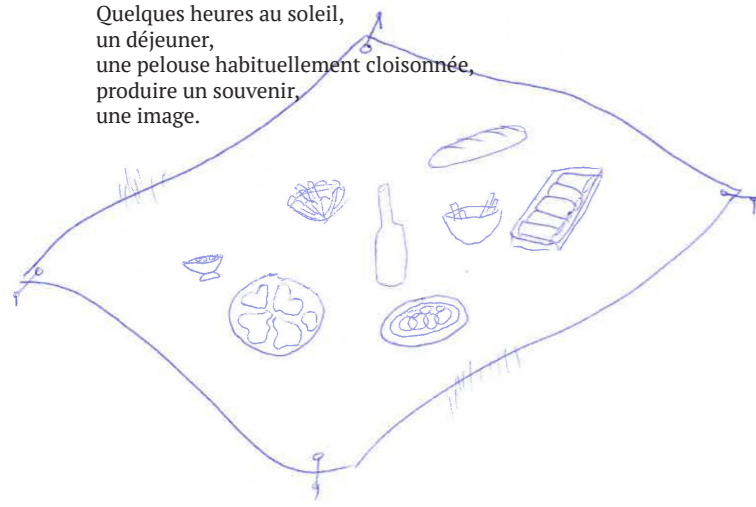 Quelques heures au soleil,
un déjeuner,
une pelouse habituellement cloisonnée,
produire un souvenir,
une image.